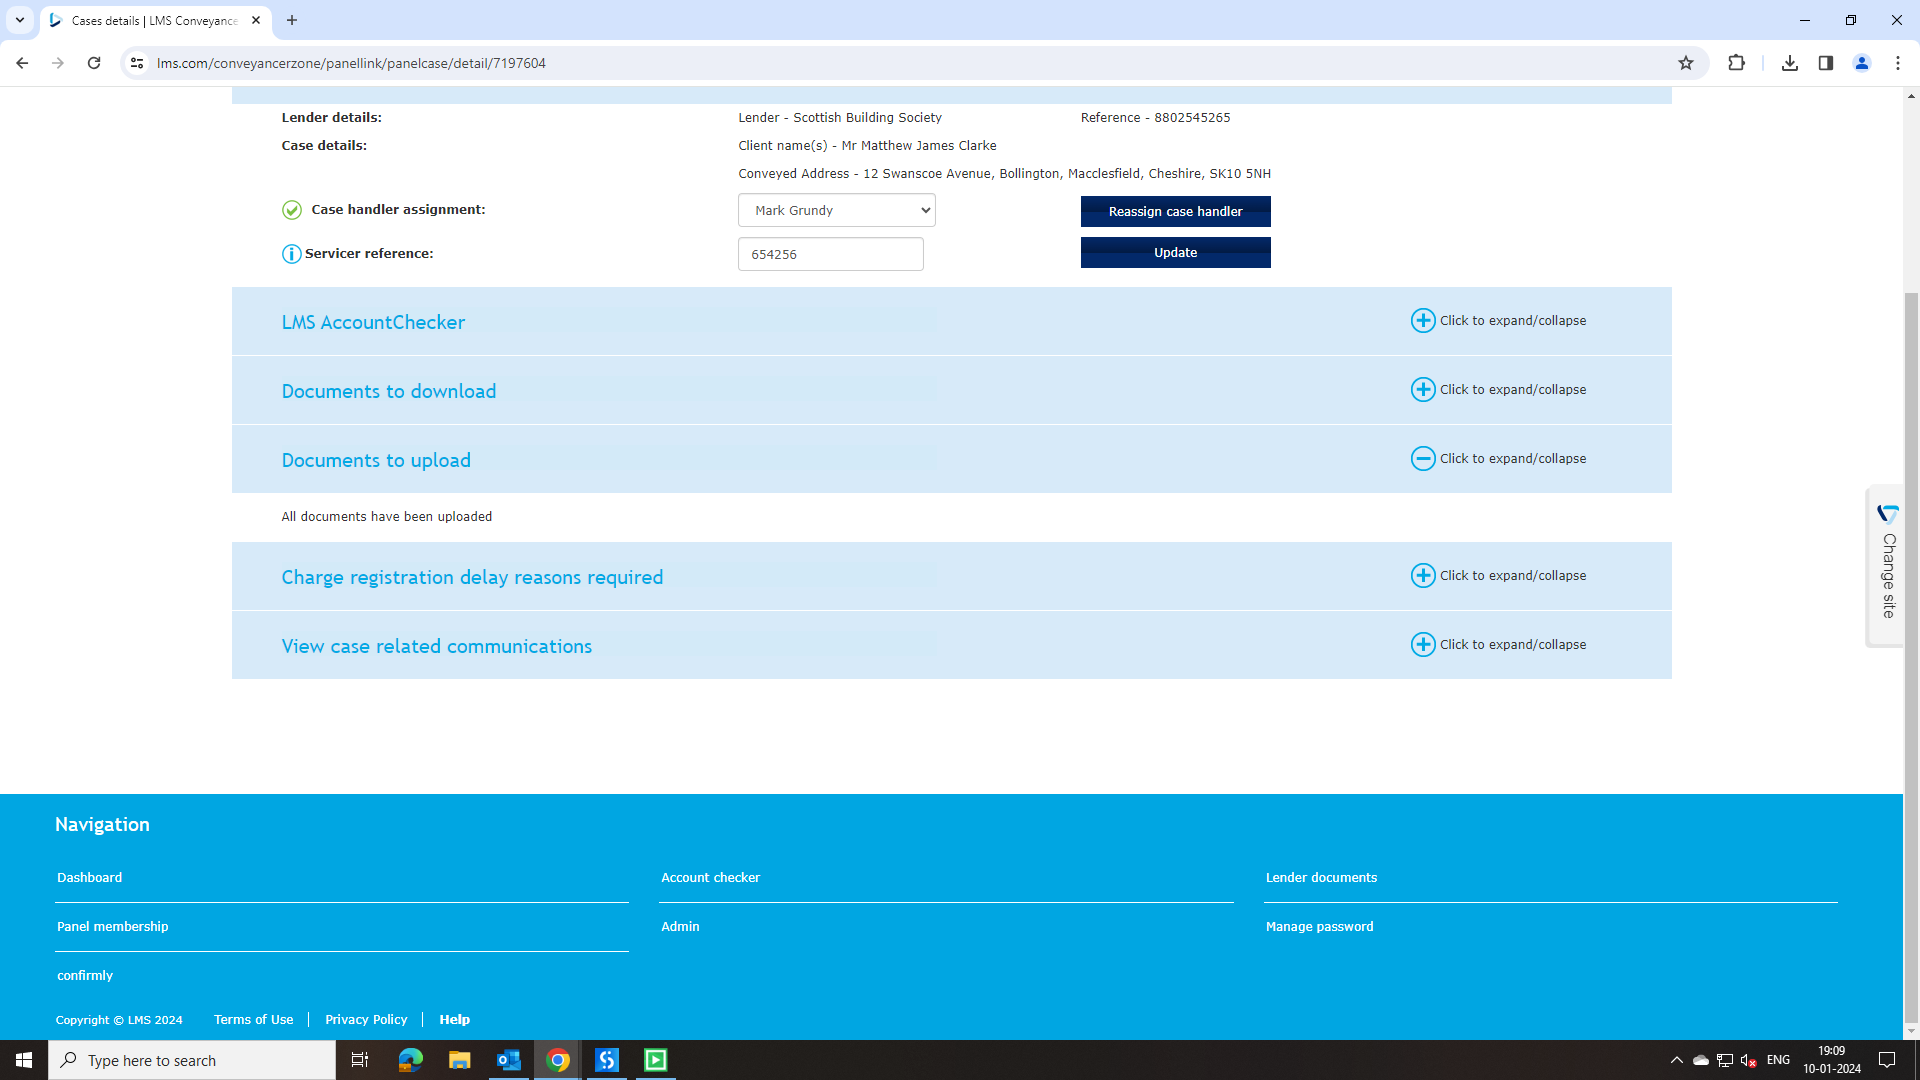 Cases details | LMS Conveyance
lms.com/conveyancerzone/panellink/panelcase/detail/7197604
Lender details:
Lender - Scottish Building Society
Reference - 8802545265
Case details:
Client name(s) - Mr Matthew James Clarke
Conveyed Address - 12 Swanscoe Avenue, Bollington, Macclesfield, Cheshire, SK10 5NH
Case handler assignment:
Mark Grundy
Reassign case handler
Servicer reference:
654256
Update
LMS AccountChecker
Click to expand/collapse
Documents to download
Click to expand/collapse
Documents to upload
Click to expand/collapse
All documents have been uploaded
Charge registration delay reasons required
Click to expand/collapse
View case related communications
Click to expand/collapse
Change site
Navigation
Dashboard
Account checker
Lender documents
Panel membership
Admin
Manage password
confirmly
Copyright © LMS 2024
Terms of Use
Privacy Policy
Help
Type here to search
ENG
19:09
10-01-2024